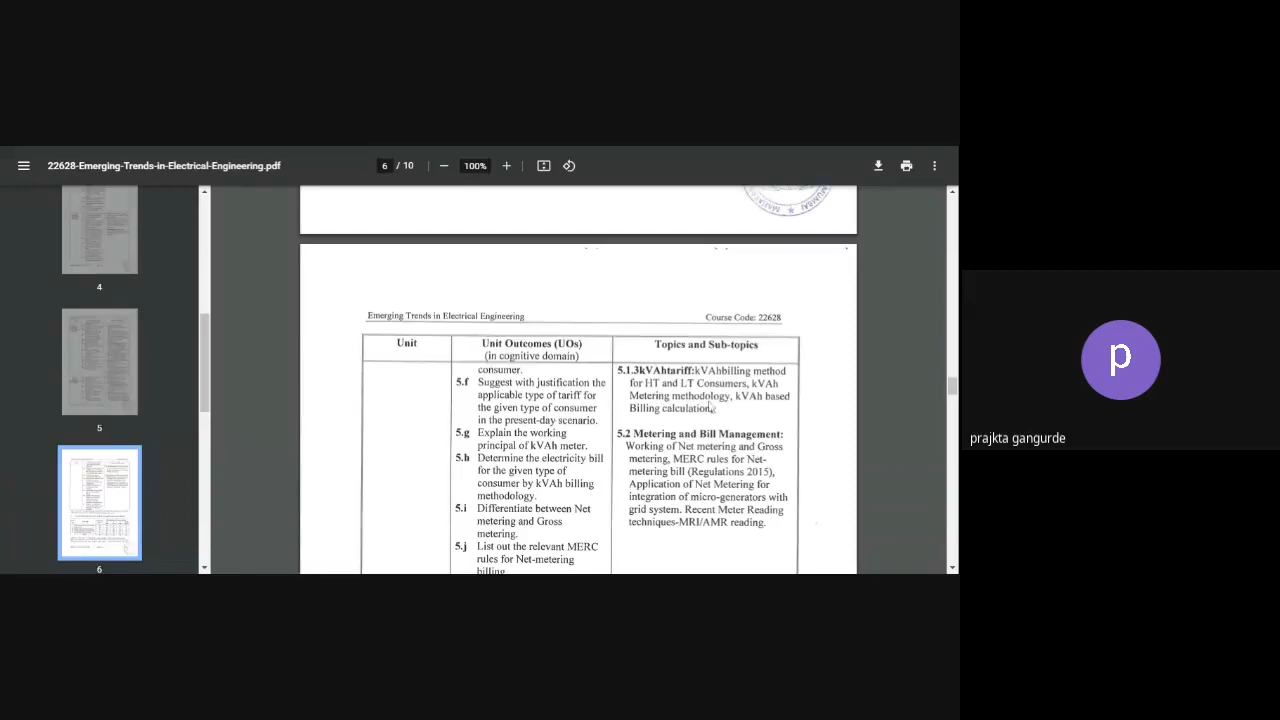 22628-Emerging-Trends-in-Electrical-Engineering.pdf
6 / 10
100%
4
5
6
Emerging Trends in Electrical Engineering
Course Code: 22628
Unit
Unit Outcomes (UOs)
(in cognitive domain)
Topics and Sub-topics
consumer.
5.f Suggest with justification the
applicable type of tariff for
the given type of consumer
in the present-day scenario.
5.g Explain the working
principal of kVAh meter.
5.h Determine the electricity bill
for the given type of
consumer by kVAh billing
methodology.
5.i Differentiate between Net
metering and Gross
metering.
5.j List out the relevant MERC
rules for Net-metering
billing
5.1.3kVAhtariff:kVAhbilling method
for HT and LT Consumers, kVAh
Metering methodology, kVAh based
Billing calculation,
5.2 Metering and Bill Management:
Working of Net metering and Gross
metering, MERC rules for Net-
metering bill (Regulations 2015),
Application of Net Metering for
integration of micro-generators with
grid system. Recent Meter Reading
techniques-MRI/AMR reading.
p
prajkta gangurde